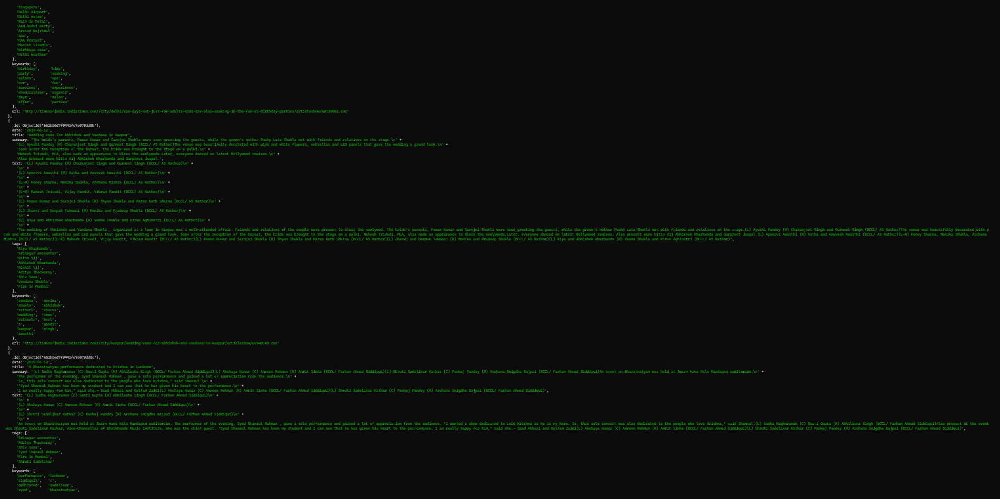 'Singapore',
'Delhi Airport',
'Delhi metro',
'Rain in Delhi',
'Aam Aadmi Party',
'Arvind Kejriwal',
'spa',
'CAA Protest',
'Manish Sisodia',
'Nirbhaya case',
'Delhi weather'
],
keywords: [
'birthday', 'kids',
'party', 'soaking',
'salons', 'spa',
'ncr', 'fun',
'services', 'experience',
'chemicalfree', 'organic',
'days', 'salon',
'offer', 'parties'
],
url: 'http://timesofindia.indiatimes.com//city/delhi/spa-days-not-just-for-adults-kids-are-also-soaking-in-the-fun-at-birthday-parties/articleshow/69739002.cms'
},
{
_id: ObjectId("652b56d7f9441fe7e079dd8b"),
date: '2019-06-12',
title: 'Wedding vows for Abhishek and Vandana in Kanpur',
summary: "The bride's parents, Pawan Kumar and Sarojni Shukla were seen greeting the guests, while the groom's mother Pushp Lata Shukla met with friends and relatives on the stage.\n" +
'(L) Ayushi Pandey (R) Charanjeet Singh and Gurmeet Singh (BCCL/ AS Rathor)The venue was beautifully decorated with pink and white flowers, umbrellas and LED panels that gave the wedding a grand look.\n' +
'Soon after the reception of the baraat, the bride was brought to the stage on a palki.\n' +
'Mahesh Trivedi, MLA, also made an appearance to bless the newlyweds.Later, everyone danced on latest Bollywood remixes.\n' +
'Also present were Nitin Vij Abhishek Kharbanda and Gurpreet Jaspal.',
text: '(L) Ayushi Pandey (R) Charanjeet Singh and Gurmeet Singh (BCCL/ AS Rathor)\n' +
'\n' +
'(L) Apoorvi Awasthi (R) Astha and Anuvesh Awasthi (BCCL/ AS Rathor)\n' +
'\n' +
'(L-R) Honey Sharma, Monika Shukla, Archana Mishra (BCCL/ AS Rathor)\n' +
'\n' +
'(L-R) Mahesh Trivedi, Vijay Pandit, Vikram Pandit (BCCL/ AS Rathor)\n' +
'\n' +
'(L) Pawan Kumar and Sarojni Shukla (R) Shyam Shukla and Paras Nath Sharma (BCCL/ AS Rathor)\n' +
'\n' +
'(L) Jhanvi and Deepak Tekwani (R) Monika and Pradeep Shukla (BCCL/ AS Rathor)\n' +
'\n' +
'(L) Riya and Abhishek Kharbanda (R) Veena Shukla and Kiran Aghinotri (BCCL/ AS Rathor)\n' +
'\n' +
"The wedding of Abhishek and Vandana Shukla , organized at a lawn in Kanpur was a well-attended affair. Friends and relatives of the couple were present to bless the newlywed. The bride's parents, Pawan Kumar and Sarojni Shukla were seen greeting the guests, while the groom's mother Pushp Lata Shukla met with friends and relatives on the stage.(L) Ayushi Pandey (R) Charanjeet Singh and Gurmeet Singh (BCCL/ AS Rathor)The venue was beautifully decorated with p
ink and white flowers, umbrellas and LED panels that gave the wedding a grand look. Soon after the reception of the baraat, the bride was brought to the stage on a palki. Mahesh Trivedi, MLA, also made an appearance to bless the newlyweds.Later, everyone danced on latest Bollywood remixes. Also present were Nitin Vij Abhishek Kharbanda and Gurpreet Jaspal.(L) Apoorvi Awasthi (R) Astha and Anuvesh Awasthi (BCCL/ AS Rathor)(L-R) Honey Sharma, Monika Shukla, Archana
Mishra (BCCL/ AS Rathor)(L-R) Mahesh Trivedi, Vijay Pandit, Vikram Pandit (BCCL/ AS Rathor)(L) Pawan Kumar and Sarojni Shukla (R) Shyam Shukla and Paras Nath Sharma (BCCL/ AS Rathor)(L) Jhanvi and Deepak Tekwani (R) Monika and Pradeep Shukla (BCCL/ AS Rathor)(L) Riya and Abhishek Kharbanda (R) Veena Shukla and Kiran Aghinotri (BCCL/ AS Rathor)",
tags: [
'Riya Kharbanda',
'Srinagar encounter',
'Nitin Vij',
'Abhishek Kharbanda',
'Nikhil Vij',
'Aditya Thackeray',
'Shiv Sena',
'Vandana Shukla',
'Fire in Mumbai'
],
keywords: [
'vandana', 'monika',
'shukla', 'abhishek',
'rathorl', 'sharma',
'wedding', 'vows',
'rathorlr', 'bccl',
'r', 'pandit',
'kanpur', 'singh',
'awasthi'
],
url: 'http://timesofindia.indiatimes.com//city/kanpur/wedding-vows-for-abhishek-and-vandana-in-kanpur/articleshow/69740349.cms'
},
{
_id: ObjectId("652b56d7f9441fe7e079dd8c"),
date: '2019-06-12',
title: 'A Bharatnatyam performance dedicated to Krishna in Lucknow',
summary: '(L) Sudha Raghuraman (C) Swati Gupta (R) Abhilasha Singh (BCCL/ Farhan Ahmad Siddiqui)(L) Akshaya Kumar (C) Amreen Rehman (R) Amrit Sinha (BCCL/ Farhan Ahmad Siddiqui)(L) Shruti Sadolikar Katkar (C) Pankaj Pandey (R) Archana Snigdha Bajpai (BCCL/ Farhan Ahmad Siddiqui)An event on Bharatnatyam was held at Swarn Hans Kala Mandapam auditorium.\n' +
'The performer of the evening, Syed Shamsul Rahman , gave a solo performance and gained a lot of appreciation from the audience.\n' +
'So, this solo concert was also dedicated to the people who love Krishna," said Shamsul.\n' +
'"Syed Shamsul Rahman has been my student and I can see that he has given his heart to the performance.\n' +
'I am really happy for him," said she.— Saad Abbasi and Gulfam Zaidi(L) Akshaya Kumar (C) Amreen Rehman (R) Amrit Sinha (BCCL/ Farhan Ahmad Siddiqui)(L) Shruti Sadolikar Katkar (C) Pankaj Pandey (R) Archana Snigdha Bajpai (BCCL/ Farhan Ahmad Siddiqui)',
text: '(L) Sudha Raghuraman (C) Swati Gupta (R) Abhilasha Singh (BCCL/ Farhan Ahmad Siddiqui)\n' +
'\n' +
'(L) Akshaya Kumar (C) Amreen Rehman (R) Amrit Sinha (BCCL/ Farhan Ahmad Siddiqui)\n' +
'\n' +
'(L) Shruti Sadolikar Katkar (C) Pankaj Pandey (R) Archana Snigdha Bajpai (BCCL/ Farhan Ahmad Siddiqui)\n' +
'\n' +
'An event on Bharatnatyam was held at Swarn Hans Kala Mandapam auditorium. The performer of the evening, Syed Shamsul Rahman , gave a solo performance and gained a lot of appreciation from the audience. "I wanted a show dedicated to Lord Krishna as he is my hero. So, this solo concert was also dedicated to the people who love Krishna," said Shamsul.(L) Sudha Raghuraman (C) Swati Gupta (R) Abhilasha Singh (BCCL/ Farhan Ahmad Siddiqui)Also present at the event
was Shruti Sadolikar Karkar, Vice-Chancellor of Bhatkhande Music Institute, who was the chief guest. "Syed Shamsul Rahman has been my student and I can see that he has given his heart to the performance. I am really happy for him," said she.— Saad Abbasi and Gulfam Zaidi(L) Akshaya Kumar (C) Amreen Rehman (R) Amrit Sinha (BCCL/ Farhan Ahmad Siddiqui)(L) Shruti Sadolikar Katkar (C) Pankaj Pandey (R) Archana Snigdha Bajpai (BCCL/ Farhan Ahmad Siddiqui)',
tags: [
'Srinagar encounter',
'Aditya Thackeray',
'Shiv Sena',
'Syed Shamsul Rahman',
'Fire in Mumbai',
'Shruti Sadolikar'
],
keywords: [
'performance', 'lucknow',
'siddiquil', 'c',
'dedicated', 'sadolikar',
'syed', 'bharatnatyam',